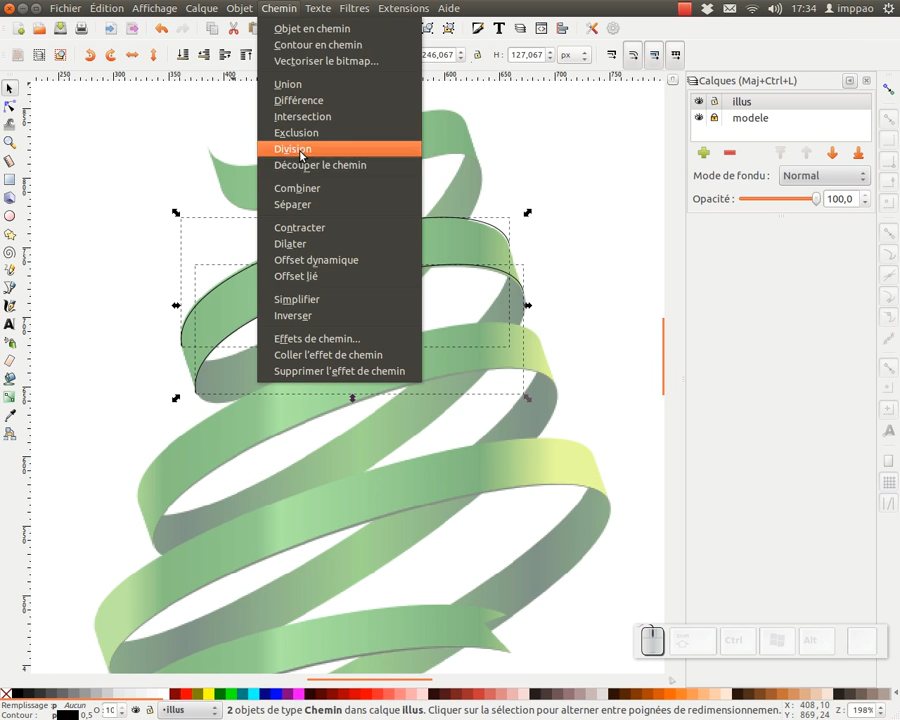 Fichier Édition Affichage Calque Objet Chemin Texte Filtres Extensions Aide 17:34 imppao
246,067 H: 127,067 px
Objet en chemin
Contour en chemin
Vectoriser le bitmap...
Union
Différence
Intersection
Exclusion
Division
Découper le chemin
Combiner
Séparer
Contracter
Dilater
Offset dynamique
Offset lié
Simplifier
Inverser
Effets de chemin...
Coller l'effet de chemin
Supprimer l'effet de chemin
Calques (Maj+Ctrl+L)
illus
modele
Mode de fondu : Normal
Opacité : 100,0
Ctrl Alt
Remplissage : Aucun
Contour : 0,5
O: 10
•illus
2 objets de type Chemin dans calque illus. Cliquer sur la sélection pour alterner entre poignées de redimensionnemen.
X: 408,10
Y: 869,24
Z: 198%